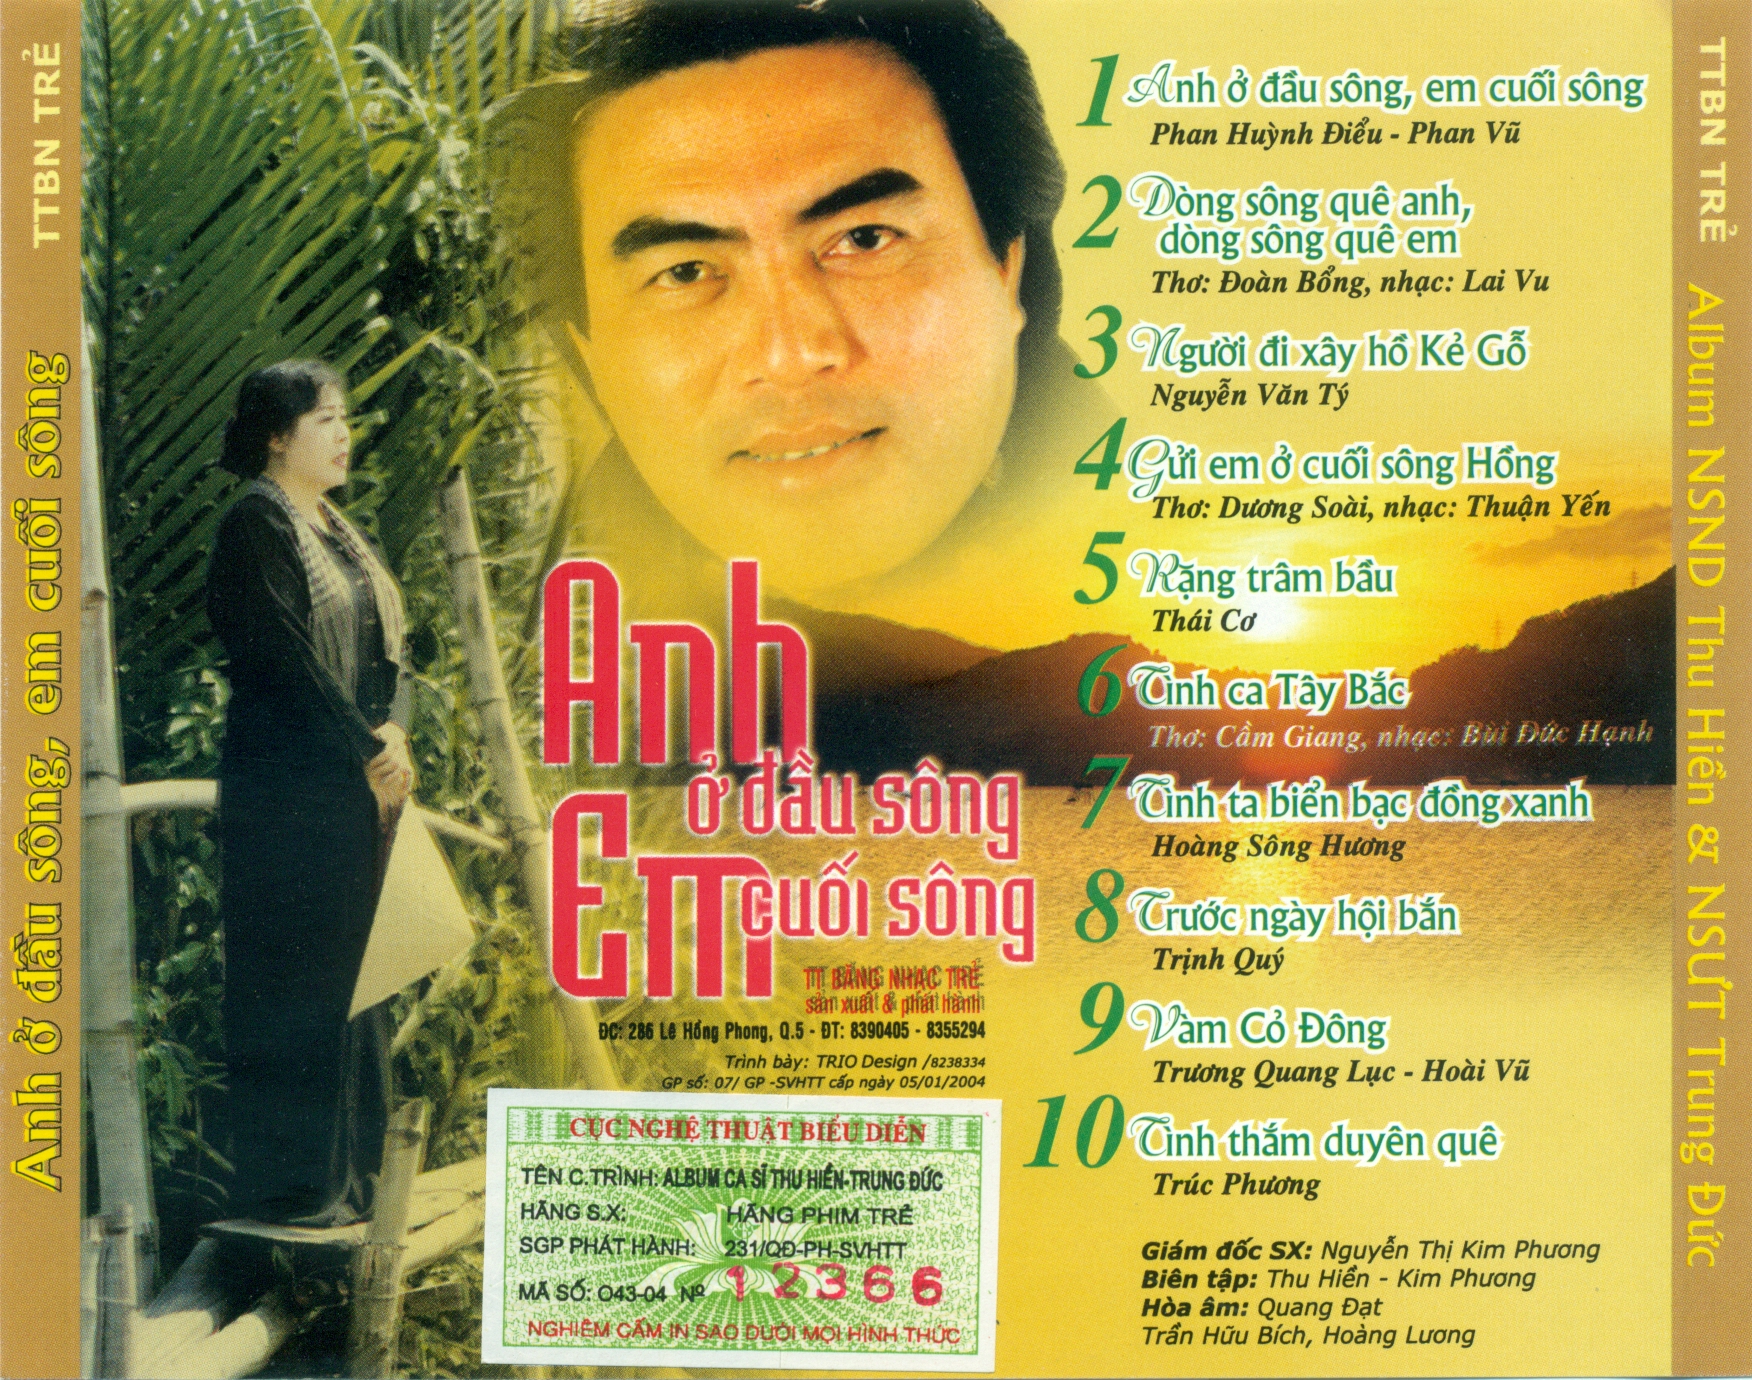 TTBN TRẺ
Anh ở đầu sông, em cuối sông
1 Anh ở đầu sông, em cuối sông
Phan Huỳnh Điểu - Phan Vũ
2 Dòng sông quê anh,
dòng sông quê em
Thơ: Đoàn Bổng, nhạc: Lai Vu
3 Người đi xây hồ Kẻ Gỗ
Nguyễn Văn Tý
4 Gửi em ở cuối sông Hồng
Thơ: Dương Soài, nhạc: Thuận Yến
5 Rặng trâm bầu
Thái Cơ
6 Tình ca Tây Bắc
Thơ: Cầm Giang, nhạc: Bùi Đức Hạnh
7 Tình ta biển bạc đồng xanh
Hoàng Sông Hương
8 Trước ngày hội bắn
Trịnh Quý
9 Vàm Cỏ Đông
Trương Quang Lục - Hoài Vũ
10 Tình thắm duyên quê
Trúc Phương
Giám đốc SX: Nguyễn Thị Kim Phương
Biên tập: Thu Hiền - Kim Phương
Hòa âm: Quang Đạt
Trần Hữu Bích, Hoàng Lương
Anh
ở đầu sông
Em cuối sông
TT BĂNG NHẠC TRẺ
sản xuất & phát hành
ĐC: 286 Lê Hồng Phong, Q.5 - ĐT: 8390405 - 8355294
Trình bày: TRIO Design /8238334
GP số: 07/ GP -SVHTT cấp ngày 05/01/2004
CỤC NGHỆ THUẬT BIỂU DIỄN
TÊN C.TRÌNH: ALBUM CA SĨ THU HIỀN-TRUNG ĐỨC
HÃNG S.X: HÃNG PHIM TRẺ
SGP PHÁT HÀNH: 231/QĐ-PH-SVHTT
MÃ SỐ: O43-04 Nº 12366
NGHIÊM CẤM IN SAO DƯỚI MỌI HÌNH THỨC
TTBN TRẺ
Album NSND Thu Hiền & NSƯT Trung Đức